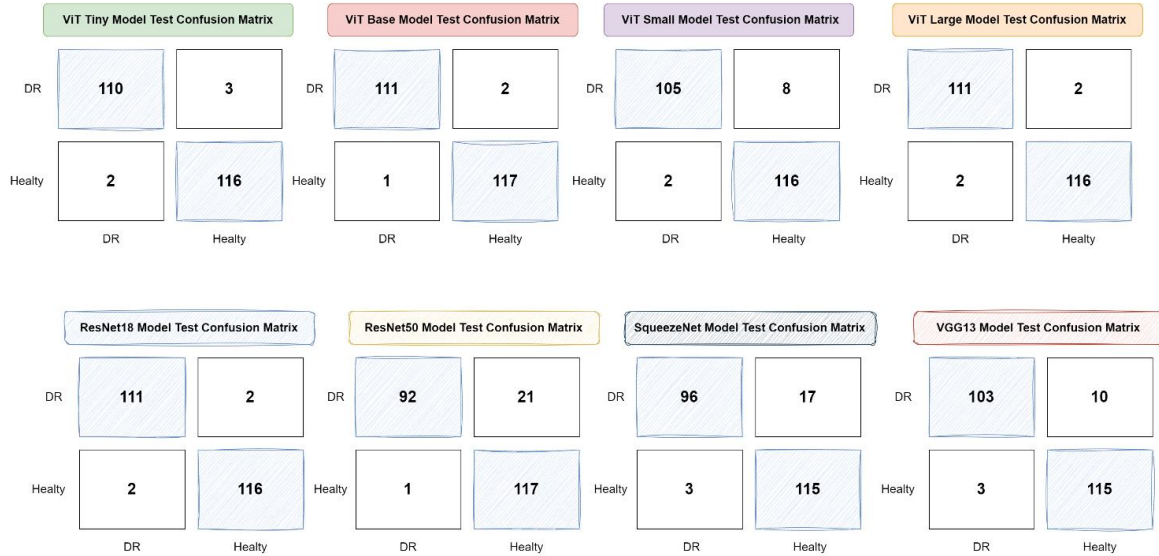 ViT Tiny Model Test Confusion Matrix
ViT Base Model Test Confusion Matrix
ViT Small Model Test Confusion Matrix
ViT Large Model Test Confusion Matrix
DR 110 3
DR 111 2
DR 105 8
DR 111 2
Healty 2 116
Healty 1 117
Healty 2 116
Healty 2 116
DR Healty
DR Healty
DR Healty
DR Healty
ResNet18 Model Test Confusion Matrix
ResNet50 Model Test Confusion Matrix
SqueezeNet Model Test Confusion Matrix
VGG13 Model Test Confusion Matrix
DR 111 2
DR 92 21
DR 96 17
DR 103 10
Healty 2 116
Healty 1 117
Healty 3 115
Healty 3 115
DR Healty
DR Healty
DR Healty
DR Healty